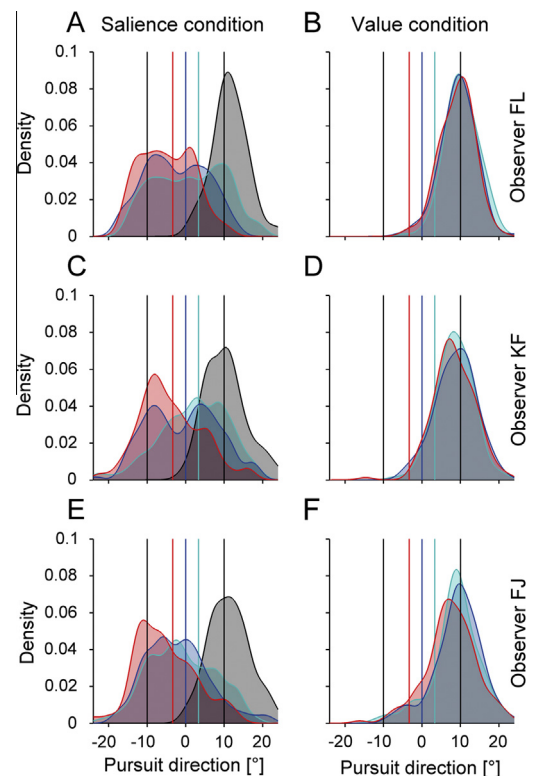 A Salience condition B Value condition
0.1
0.08
0.06
0.04
0.02
0
Density
Observer FL
C D
0.1
0.08
0.06
0.04
0.02
0
Density
Observer KF
E F
0.1
0.08
0.06
0.04
0.02
0
Density
Observer FJ
-20 -10 0 10 20 -20 -10 0 10 20
Pursuit direction [°] Pursuit direction [°]